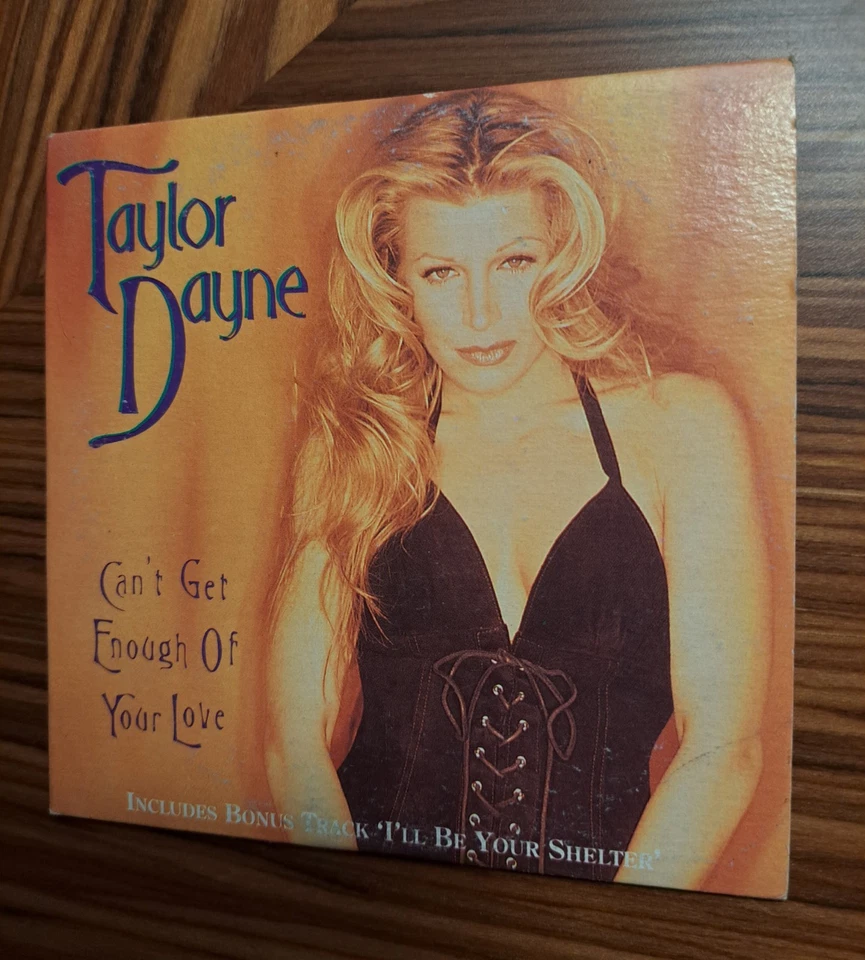 Taylor
Dayne
Can't Get
Enough Of
Your Love
INCLUDES BONUS TRACK 'I'LL BE YOUR SHELTER'